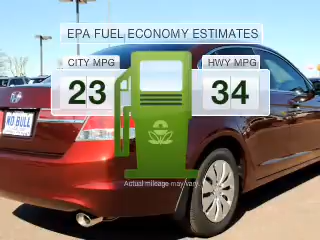 EPA FUEL ECONOMY ESTIMATES
CITY MPG
HWY MPG
23
34
NO BULL
Actual mileage may vary.